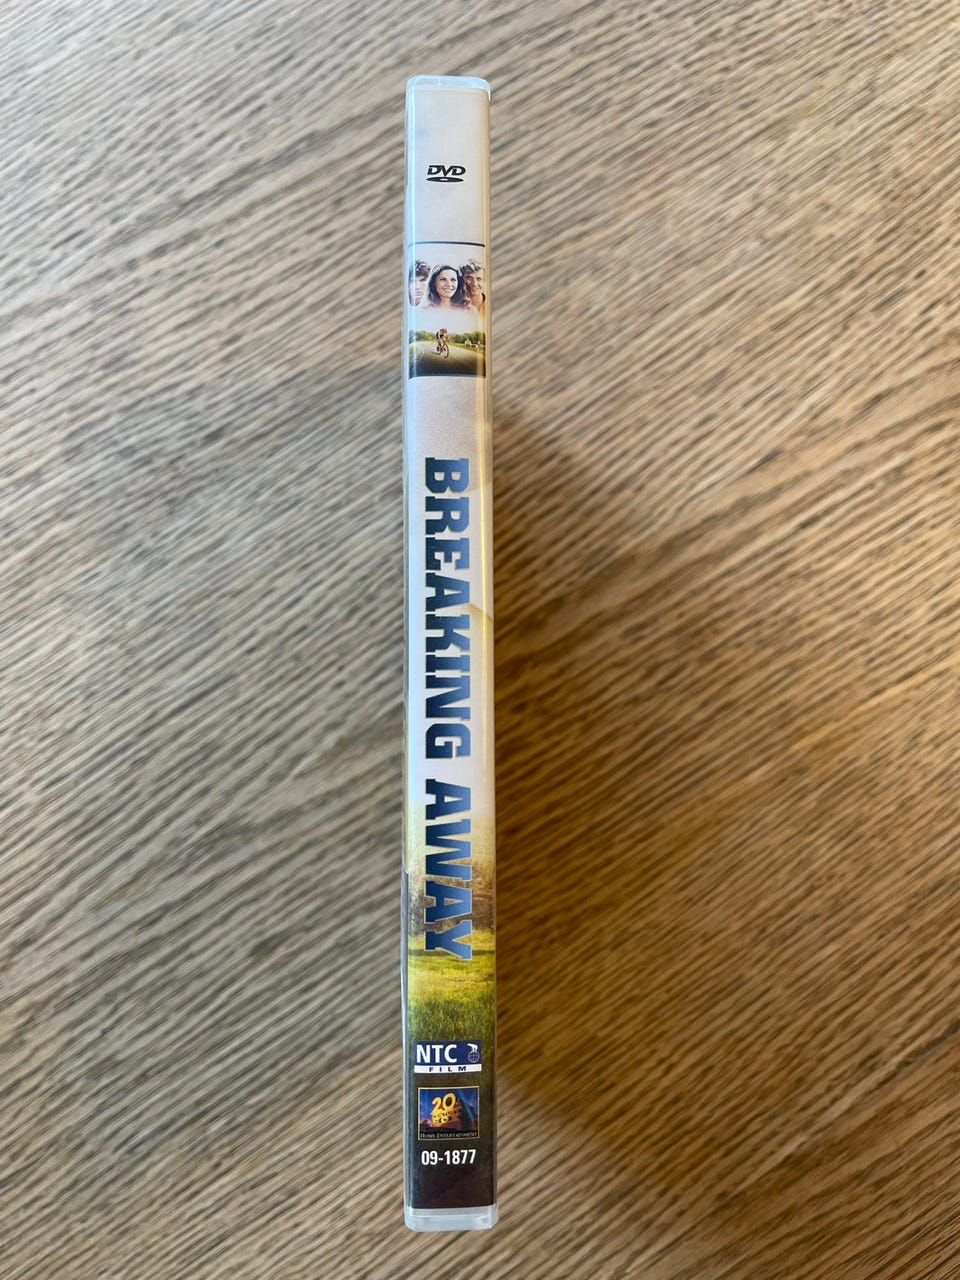 DVD
BREAKING AWAY
NTC
FILM
20th
CENTURY
FOX
HOME ENTERTAINMENT
09-1877